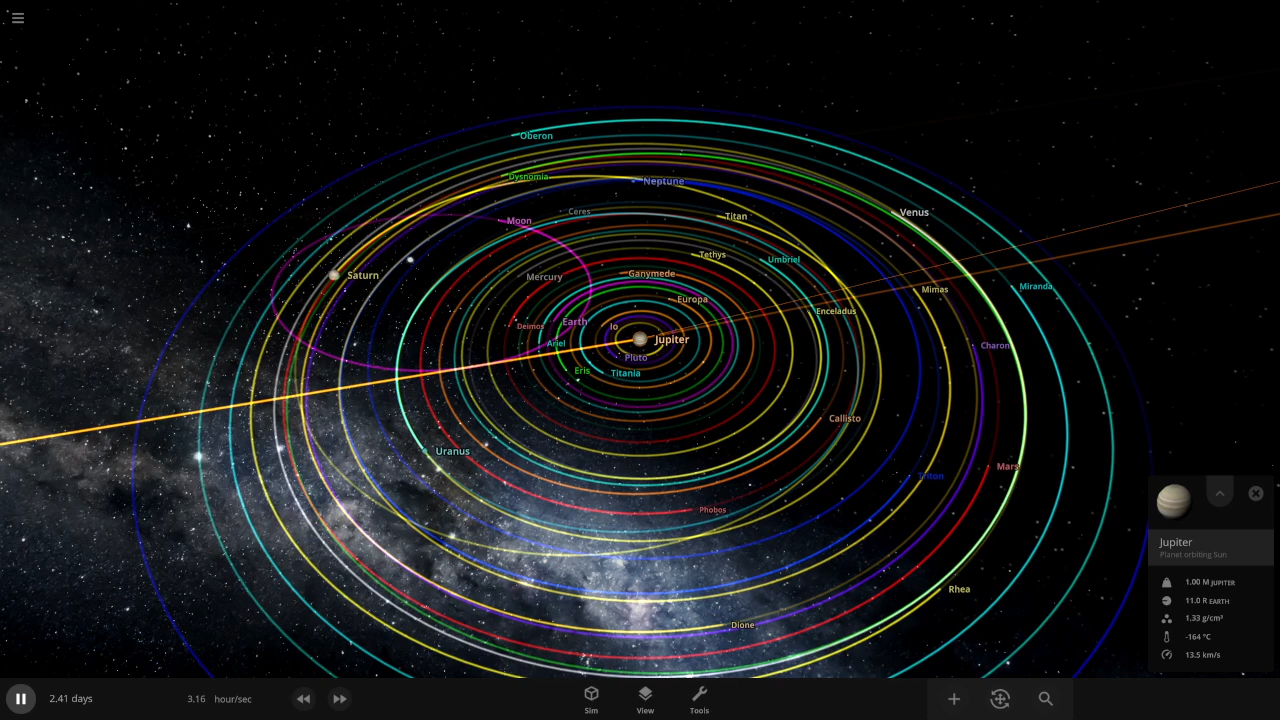 Oberon
Dysnomia
Neptune
Ceres
Venus
Moon
Titan
Tethys
Umbriel
Saturn
Mercury
Ganymede
Miranda
Mimas
Europa
Enceladus
Deimos
Earth
Io
Ariel
Jupiter
Charon
Pluto
Eris
Titania
Callisto
Uranus
Mars
Triton
Phobos
Rhea
Dione
Jupiter
Planet orbiting Sun
1.00 M JUPITER
11.0 R EARTH
1.33 g/cm³
-164 °C
13.5 km/s
2.41 days
3.16 hour/sec
Sim
View
Tools